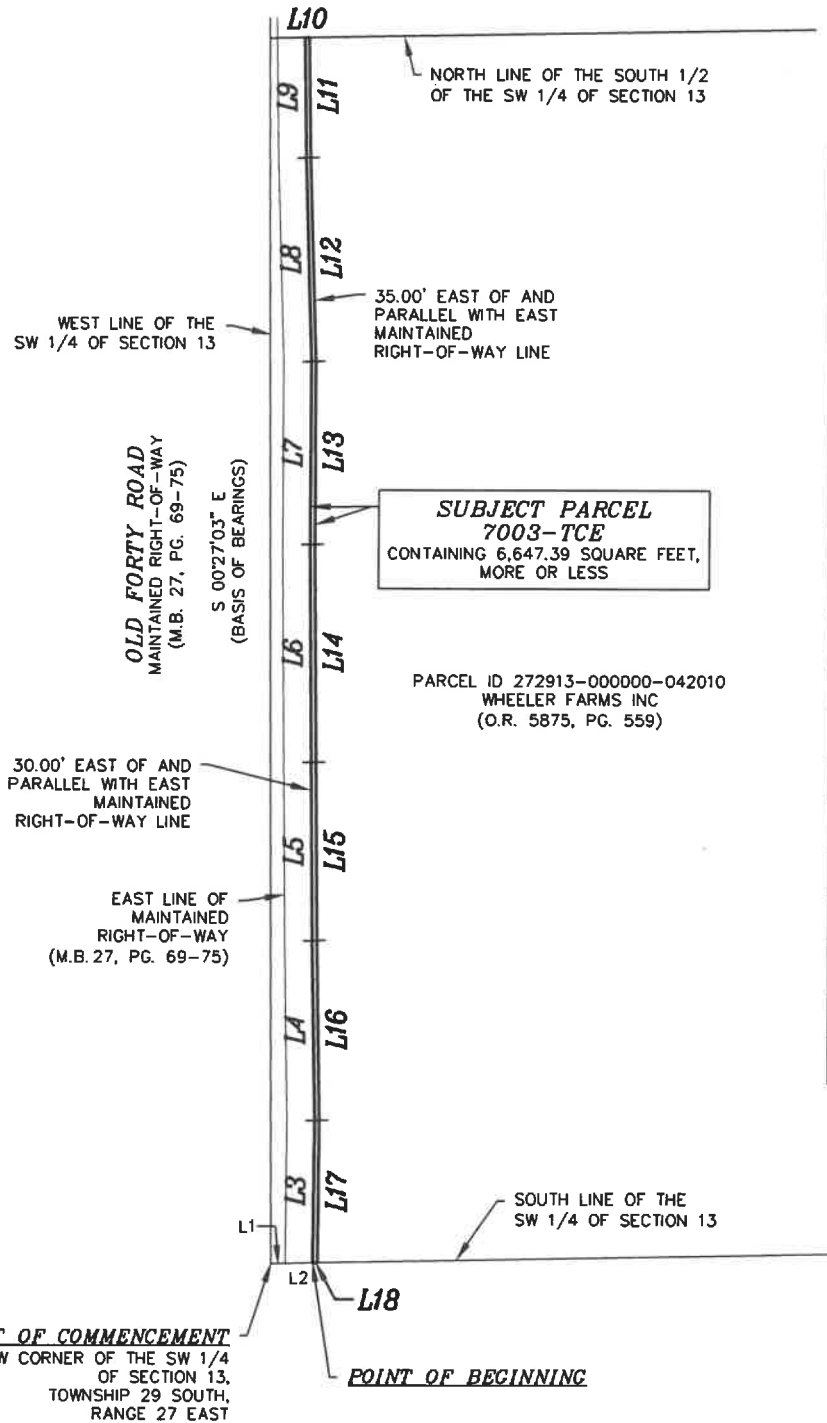 L10
NORTH LINE OF THE SOUTH 1/2
OF THE SW 1/4 OF SECTION 13
L9
L11
L8
L12
35.00' EAST OF AND
PARALLEL WITH EAST
MAINTAINED
RIGHT-OF-WAY LINE
WEST LINE OF THE
SW 1/4 OF SECTION 13
OLD FORTY ROAD
MAINTAINED RIGHT-OF-WAY
(M.B. 27, PG. 69-75)
S 00°27'03" E
(BASIS OF BEARINGS)
L7
L13
SUBJECT PARCEL
7003-TCE
CONTAINING 6,647.39 SQUARE FEET,
MORE OR LESS
L6
L14
PARCEL ID 272913-000000-042010
WHEELER FARMS INC
(O.R. 5875, PG. 559)
30.00' EAST OF AND
PARALLEL WITH EAST
MAINTAINED
RIGHT-OF-WAY LINE
L5
L15
EAST LINE OF
MAINTAINED
RIGHT-OF-WAY
(M.B. 27, PG. 69-75)
L4
L16
L3
L17
SOUTH LINE OF THE
SW 1/4 OF SECTION 13
L1
L2
L18
OF COMMENCEMENT
CORNER OF THE SW 1/4
OF SECTION 13,
TOWNSHIP 29 SOUTH,
RANGE 27 EAST
POINT OF BEGINNING